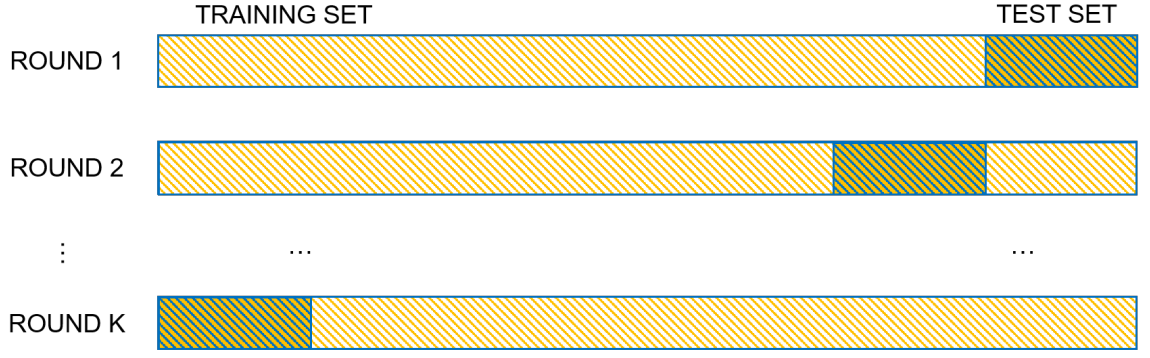 TRAINING SET TEST SET
ROUND 1
ROUND 2
⋮ … …
ROUND K